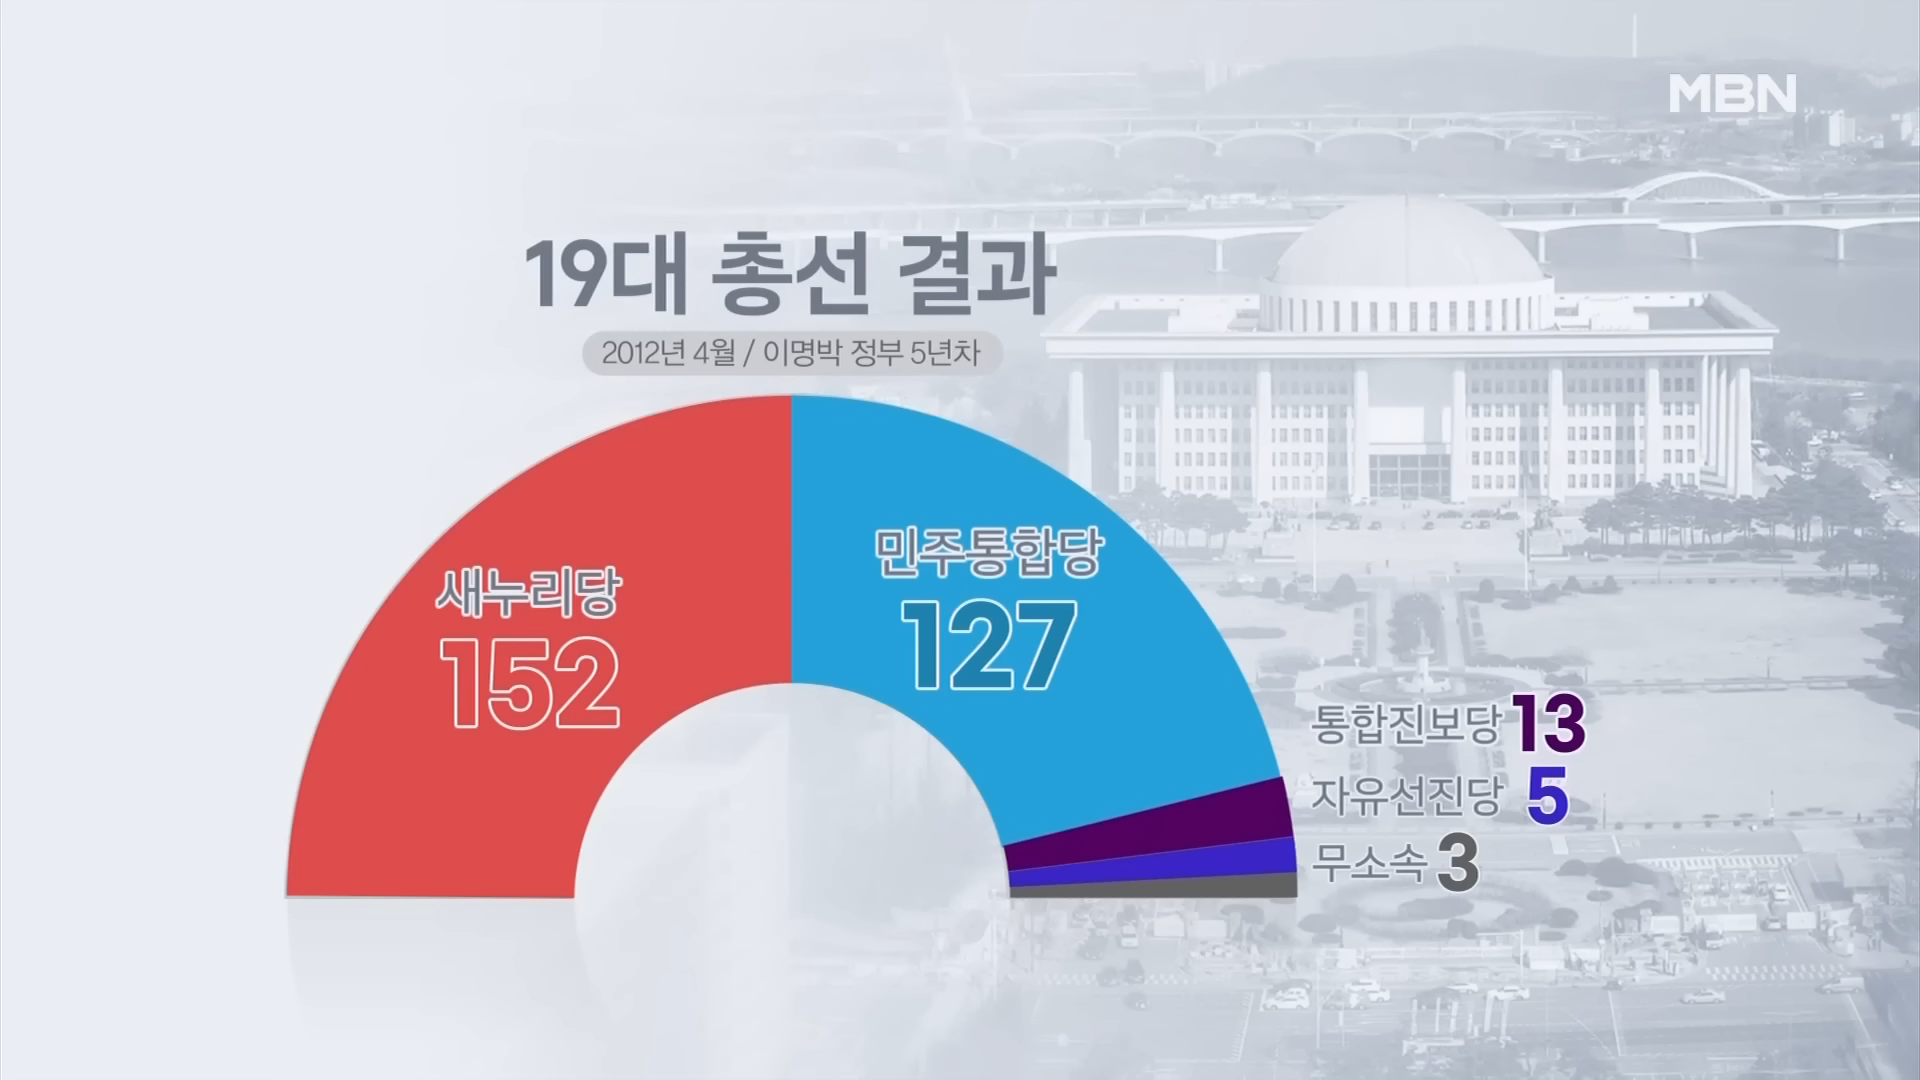 MBN
19대 총선 결과
2012년 4월 / 이명박 정부 5년차
새누리당
152
민주통합당
127
통합진보당 13
자유선진당 5
무소속 3